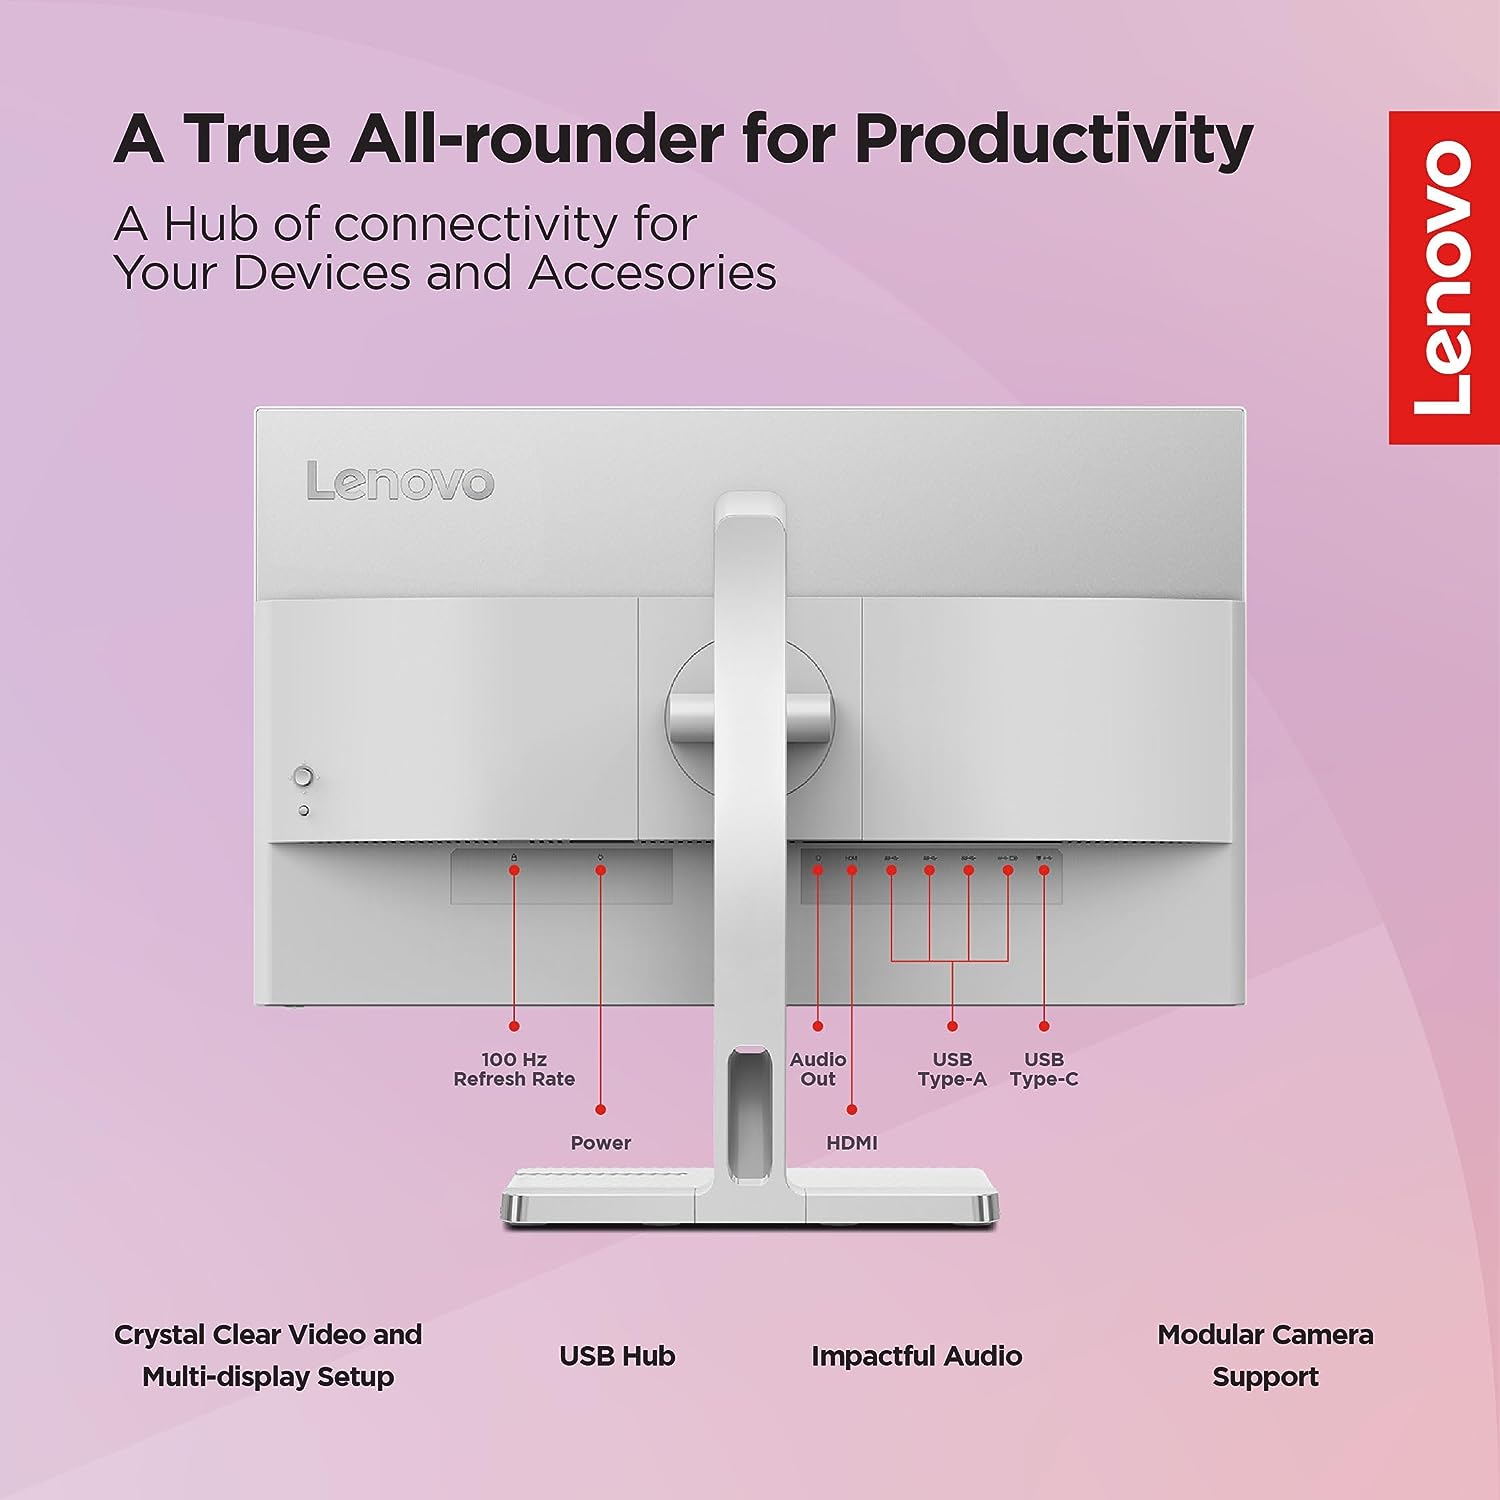 A True All-rounder for Productivity
A Hub of connectivity for
Your Devices and Accesories
Lenovo
Lenovo
HDMI
100 Hz
Refresh Rate
Power
Audio
Out
HDMI
USB
Type-A
USB
Type-C
Crystal Clear Video and
Multi-display Setup
USB Hub
Impactful Audio
Modular Camera
Support